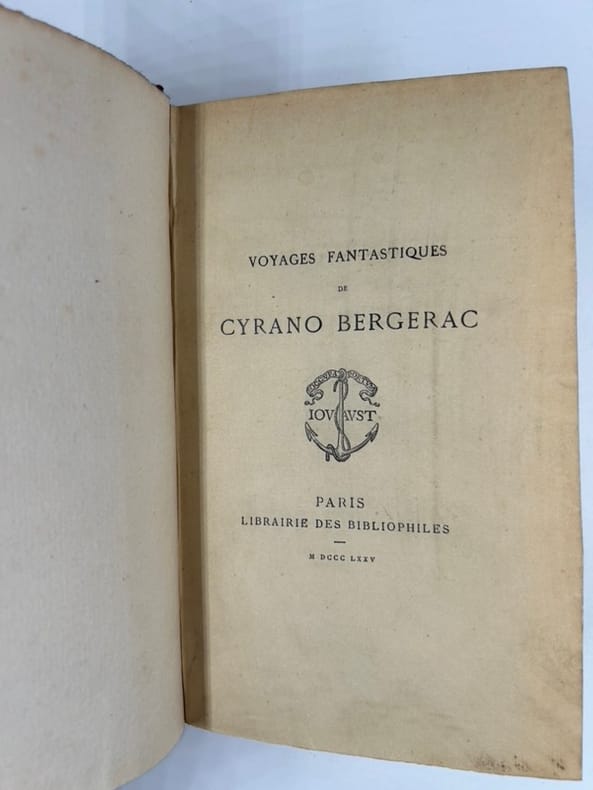 VOYAGES FANTASTIQUES
DE
CYRANO BERGERAC
IOVAVST
PARIS
LIBRAIRIE DES BIBLIOPHILES
M DCCC LXXV